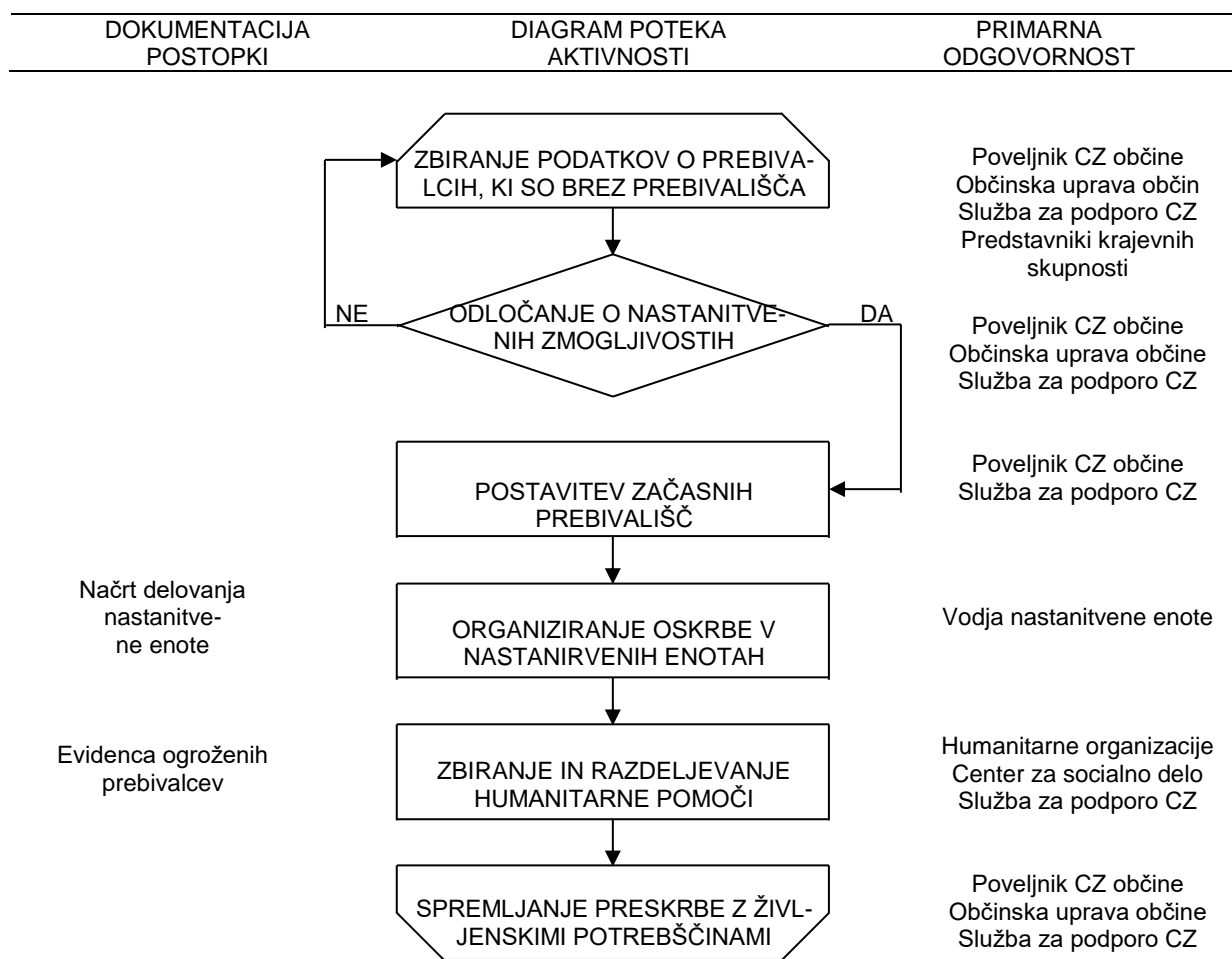 DOKUMENTACIJA
POSTOPKI
DIAGRAM POTEKA
AKTIVNOSTI
PRIMARNA
ODGOVORNOST
ZBIRANJE PODATKOV O PREBIVA-
LCIH, KI SO BREZ PREBIVALIŠČA
Poveljnik CZ občine
Občinska uprava občin
Služba za podporo CZ
Predstavniki krajevnih
skupnosti
NE
ODLOČANJE O NASTANITVE-
NIH ZMOGLJIVOSTIH
DA
Poveljnik CZ občine
Občinska uprava občine
Služba za podporo CZ
POSTAVITEV ZAČASNIH
PREBIVALIŠČ
Poveljnik CZ občine
Služba za podporo CZ
Načrt delovanja
nastanitve-
ne enote
ORGANIZIRANJE OSKRBE V
NASTANIRVENIH ENOTAH
Vodja nastanitvene enote
Evidenca ogroženih
prebivalcev
ZBIRANJE IN RAZDELJEVANJE
HUMANITARNE POMOČI
Humanitarne organizacije
Center za socialno delo
Služba za podporo CZ
SPREMLJANJE PRESKRBE Z ŽIVL-
JENSKIMI POTREBŠČINAMI
Poveljnik CZ občine
Občinska uprava občine
Služba za podporo CZ